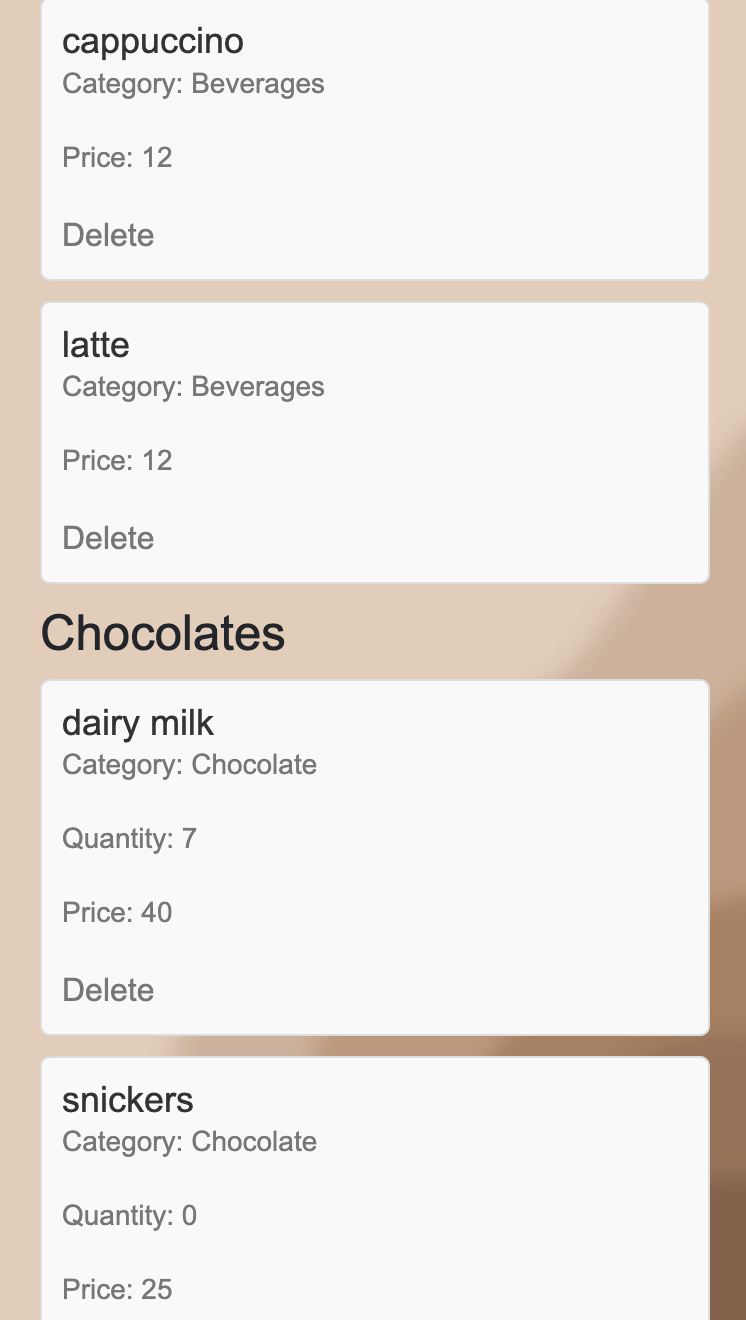 cappuccino
Category: Beverages
Price: 12
Delete
latte
Category: Beverages
Price: 12
Delete
Chocolates
dairy milk
Category: Chocolate
Quantity: 7
Price: 40
Delete
snickers
Category: Chocolate
Quantity: 0
Price: 25